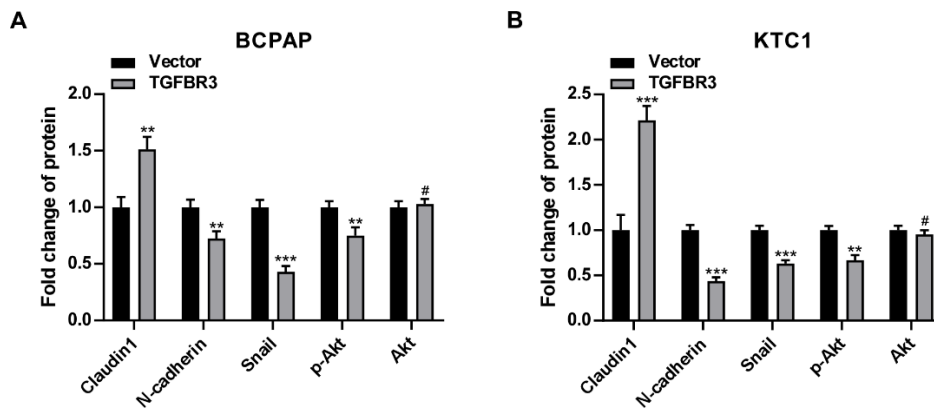 A
BCPAP
Vector
TGFBR3
Fold change of protein
2.0
1.5
1.0
0.5
0.0
**
**
***
**
#
Claudin1
N-cadherin
Snail
p-Akt
Akt
B
KTC1
Vector
TGFBR3
Fold change of protein
2.5
2.0
1.5
1.0
0.5
0.0
***
***
***
**
#
Claudin1
N-cadherin
Snail
p-Akt
Akt